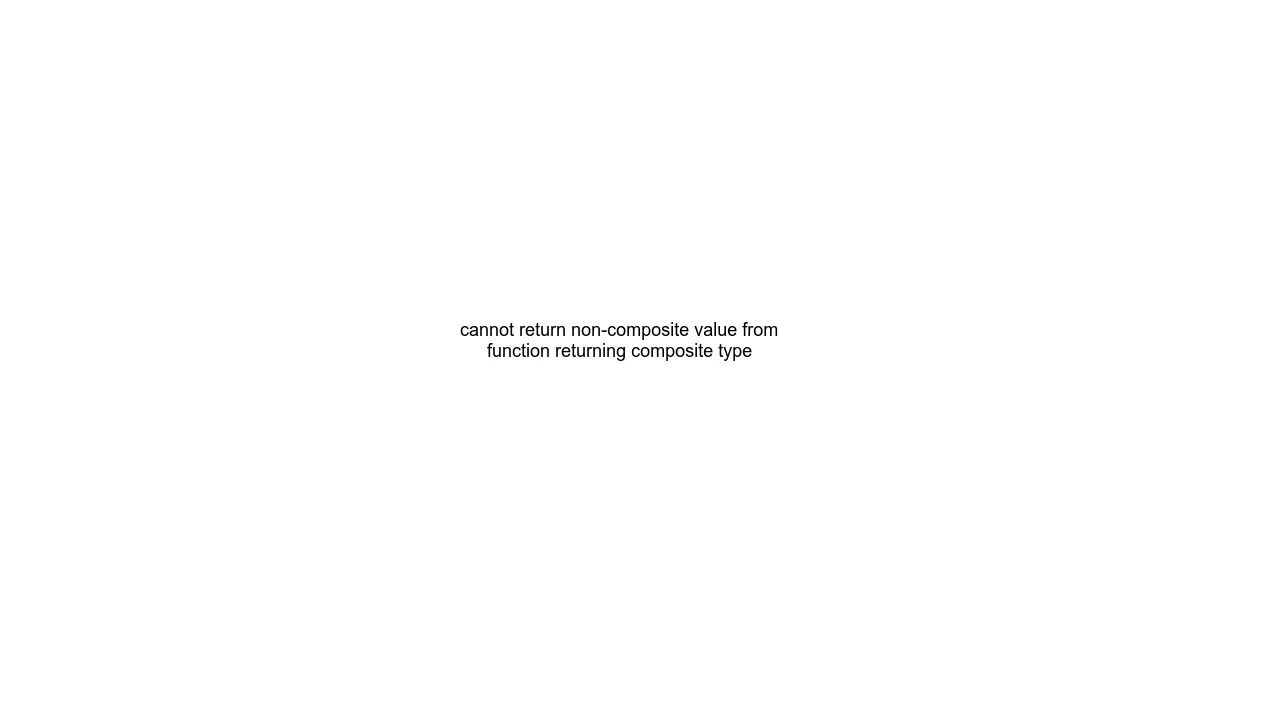 cannot return non-composite value from
function returning composite type